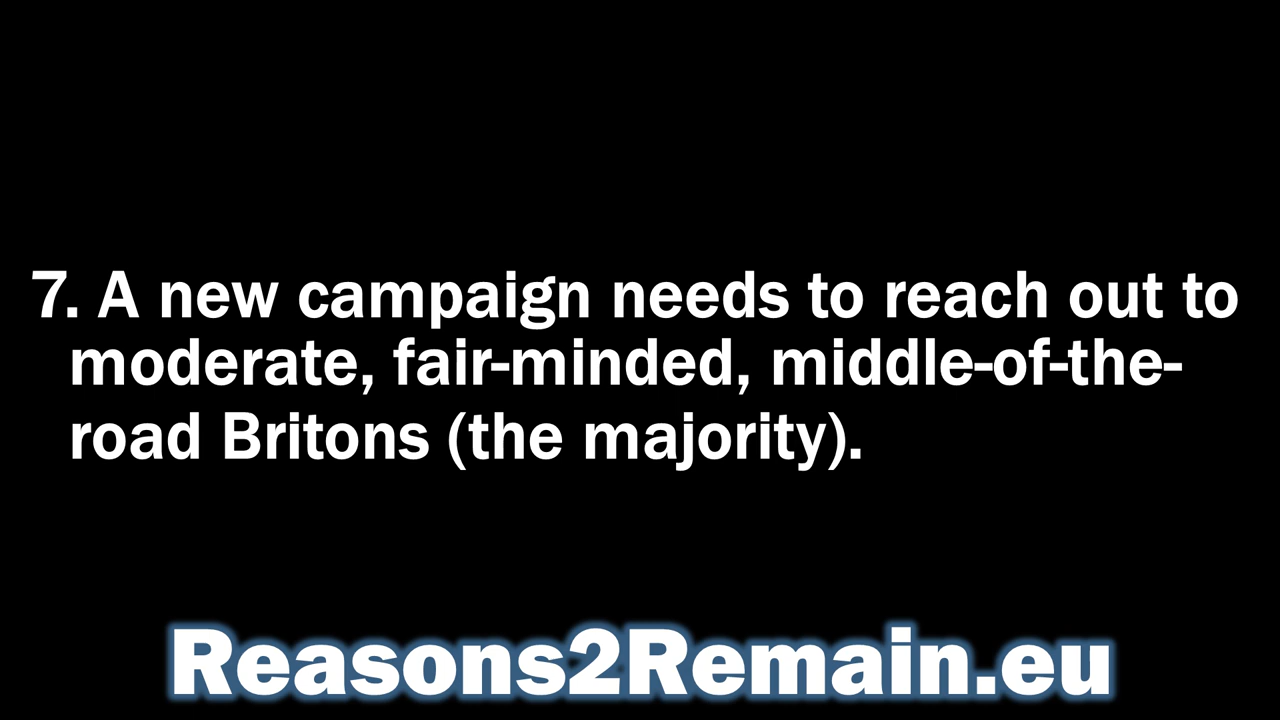 7. A new campaign needs to reach out to
moderate, fair-minded, middle-of-the-
road Britons (the majority).
Reasons2Remain.eu